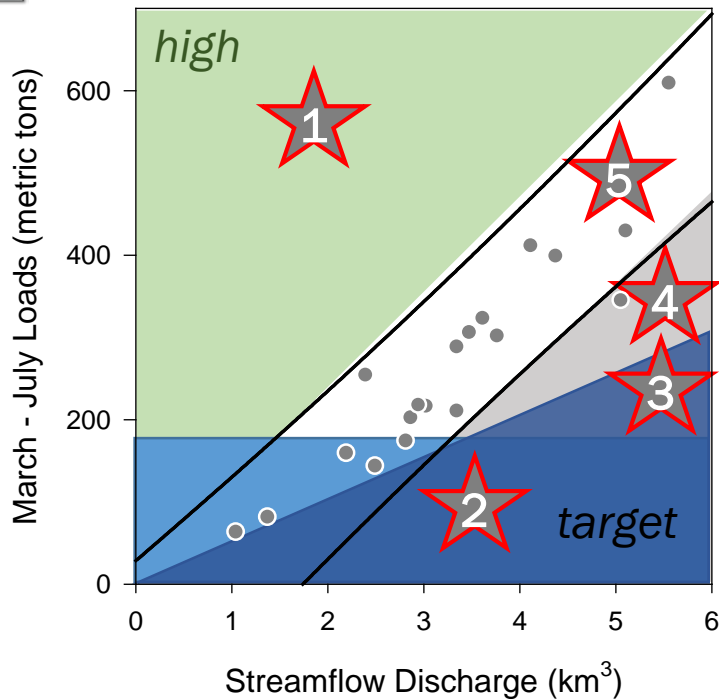 high
1
5
4
3
2
target
600
400
200
0
0 1 2 3 4 5 6
March - July Loads (metric tons)
Streamflow Discharge (km³)